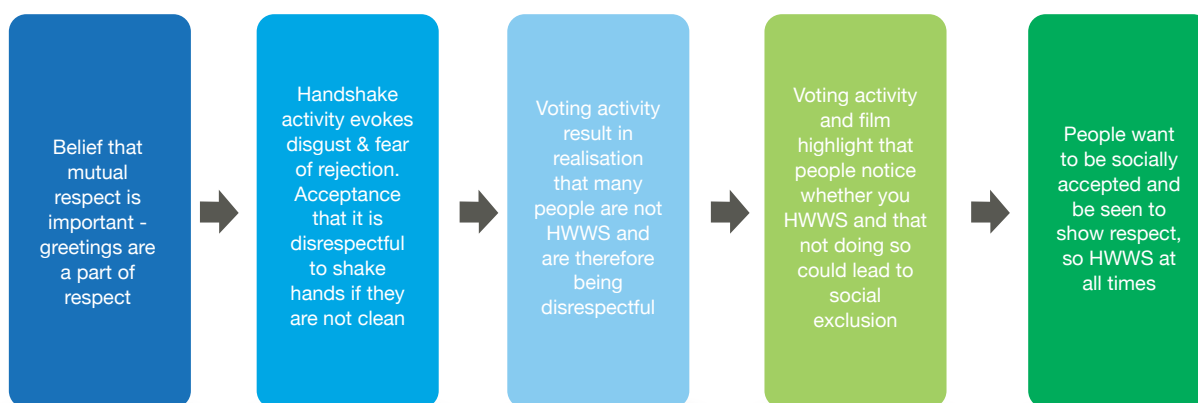 Belief that
mutual
respect is
important -
greetings are
a part of
respect
Handshake
activity evokes
disgust & fear
of rejection.
Acceptance
that it is
disrespectful
to shake
hands if they
are not clean
Voting activity
result in
realisation
that many
people are not
HWWS and
are therefore
being
disrespectful
Voting activity
and film
highlight that
people notice
whether you
HWWS and that
not doing so
could lead to
social
exclusion
People want
to be socially
accepted and
be seen to
show respect,
so HWWS at
all times